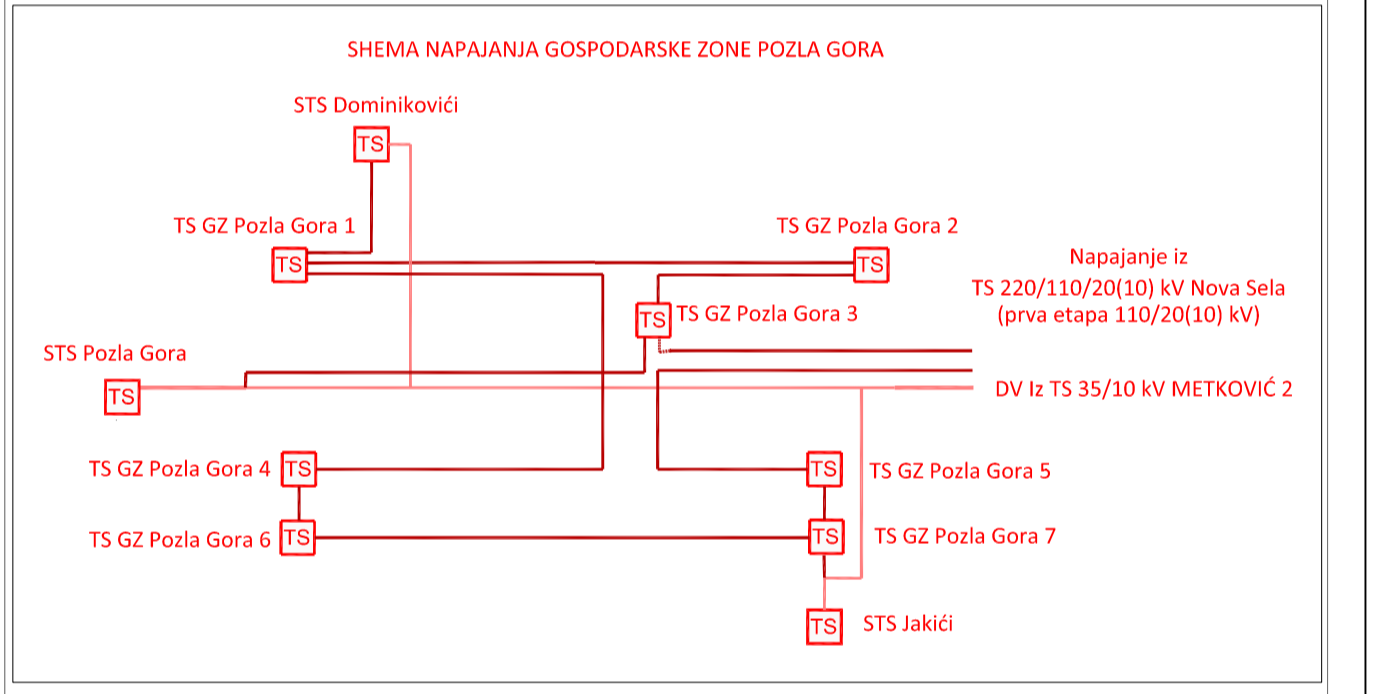 SHEMA NAPAJANJA GOSPODARSKE ZONE POZLA GORA
STS Dominikovići
TS
TS GZ Pozla Gora 1
TS
TS GZ Pozla Gora 2
TS
Napajanje iz
TS 220/110/20(10) kV Nova Sela
(prva etapa 110/20(10) kV)
TS
TS GZ Pozla Gora 3
STS Pozla Gora
TS
DV Iz TS 35/10 kV METKOVIĆ 2
TS GZ Pozla Gora 4
TS
TS
TS GZ Pozla Gora 5
TS GZ Pozla Gora 6
TS
TS
TS GZ Pozla Gora 7
TS
STS Jakići